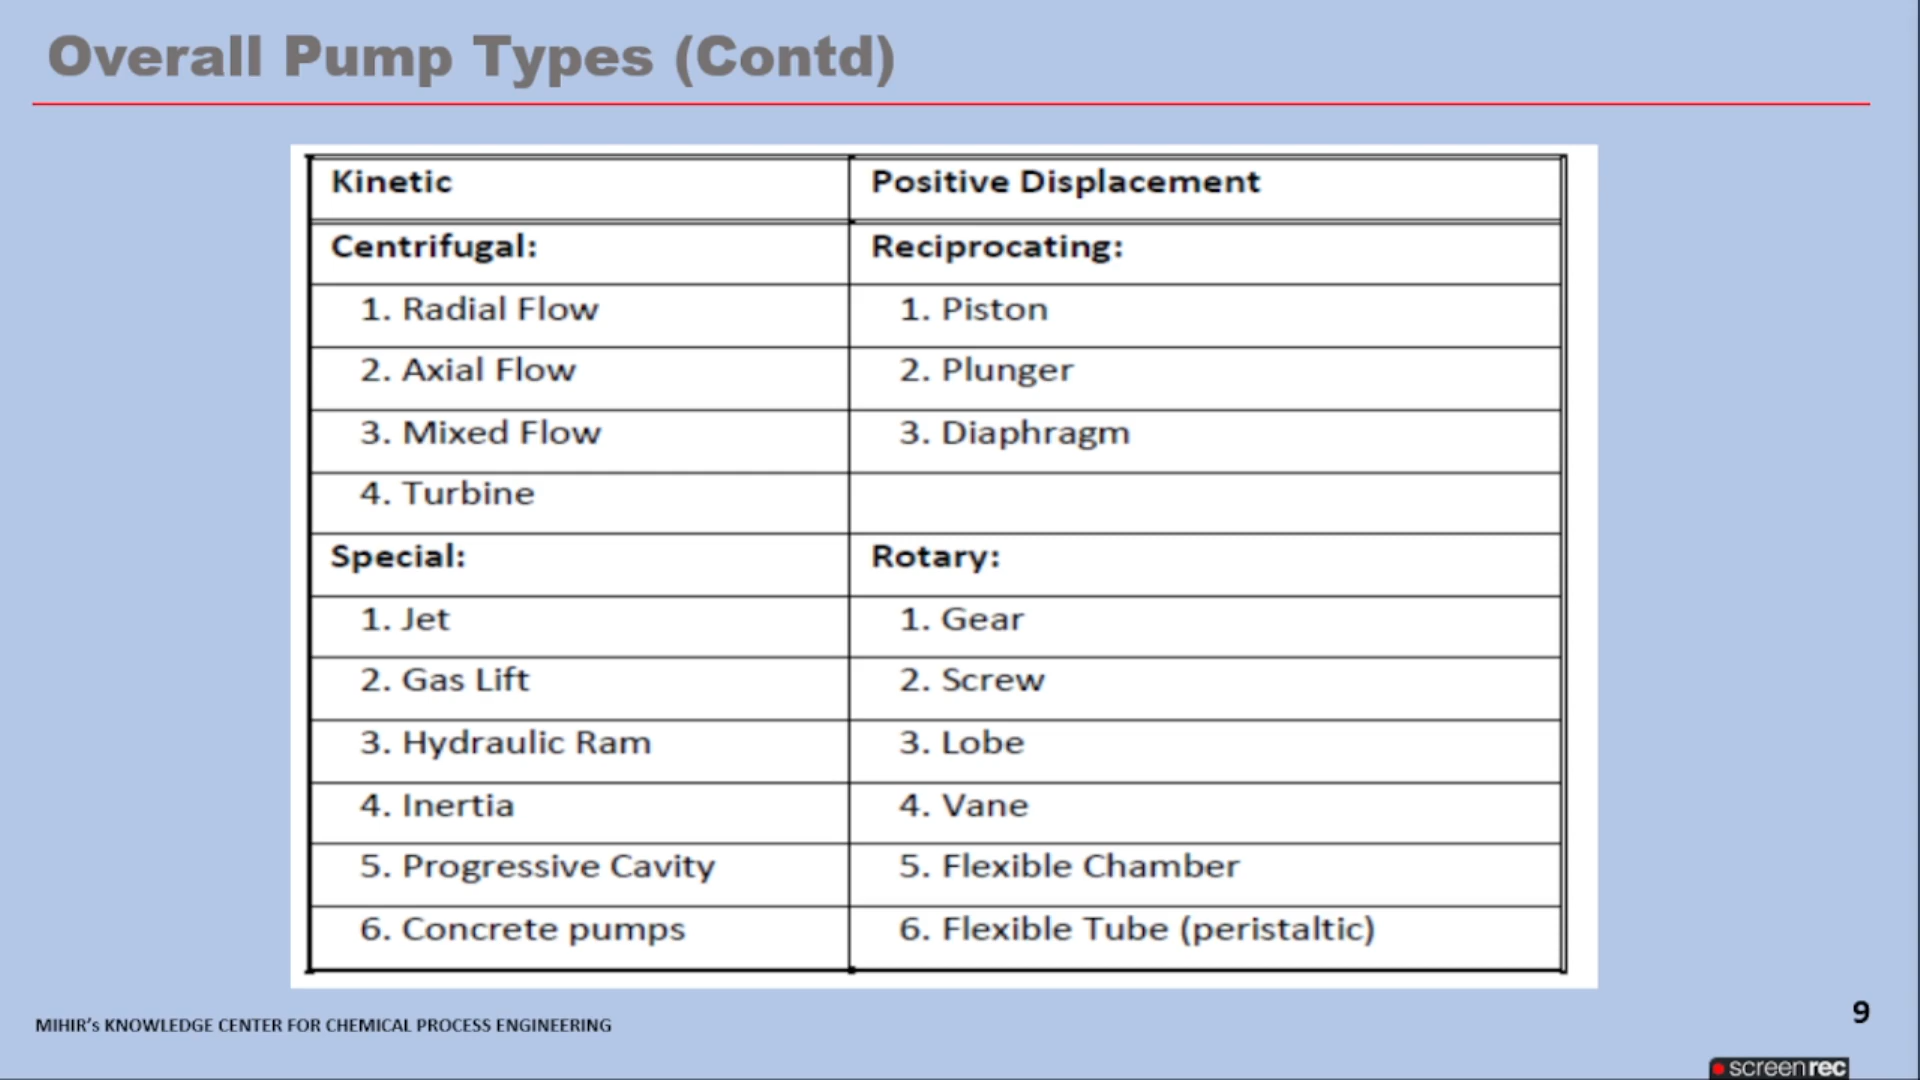 Overall Pump Types (Contd)
Kinetic Positive Displacement
Centrifugal: Reciprocating:
1. Radial Flow 1. Piston
2. Axial Flow 2. Plunger
3. Mixed Flow 3. Diaphragm
4. Turbine
Special: Rotary:
1. Jet 1. Gear
2. Gas Lift 2. Screw
3. Hydraulic Ram 3. Lobe
4. Inertia 4. Vane
5. Progressive Cavity 5. Flexible Chamber
6. Concrete pumps 6. Flexible Tube (peristaltic)
MIHIR's KNOWLEDGE CENTER FOR CHEMICAL PROCESS ENGINEERING
9
screenrec